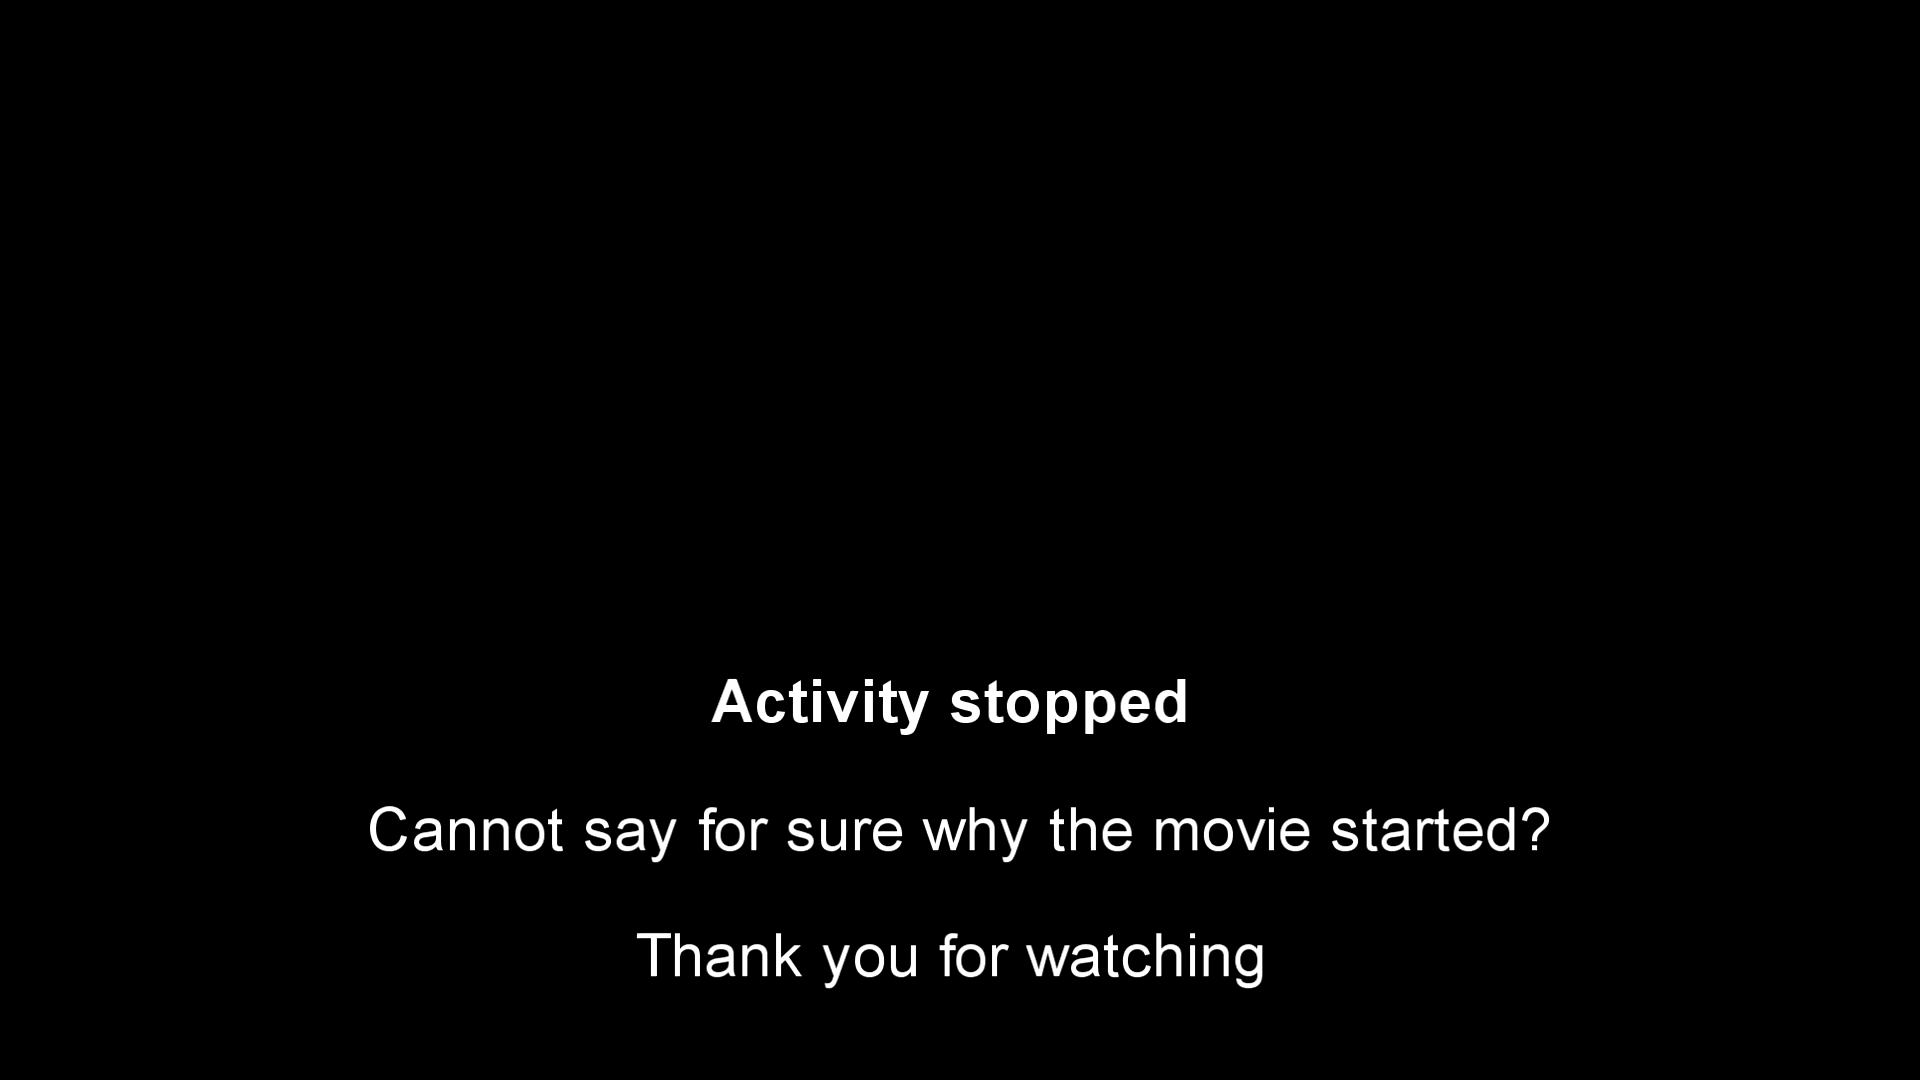 Activity stopped
Cannot say for sure why the movie started?
Thank you for watching